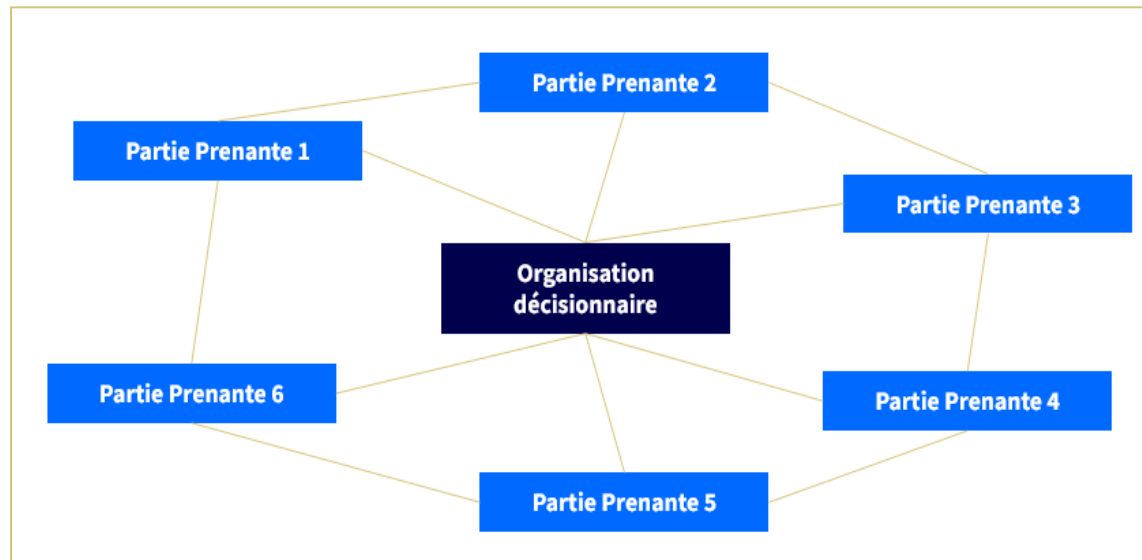 Partie Prenante 2
Partie Prenante 1
Partie Prenante 3
Organisation
décisionnaire
Partie Prenante 6
Partie Prenante 4
Partie Prenante 5